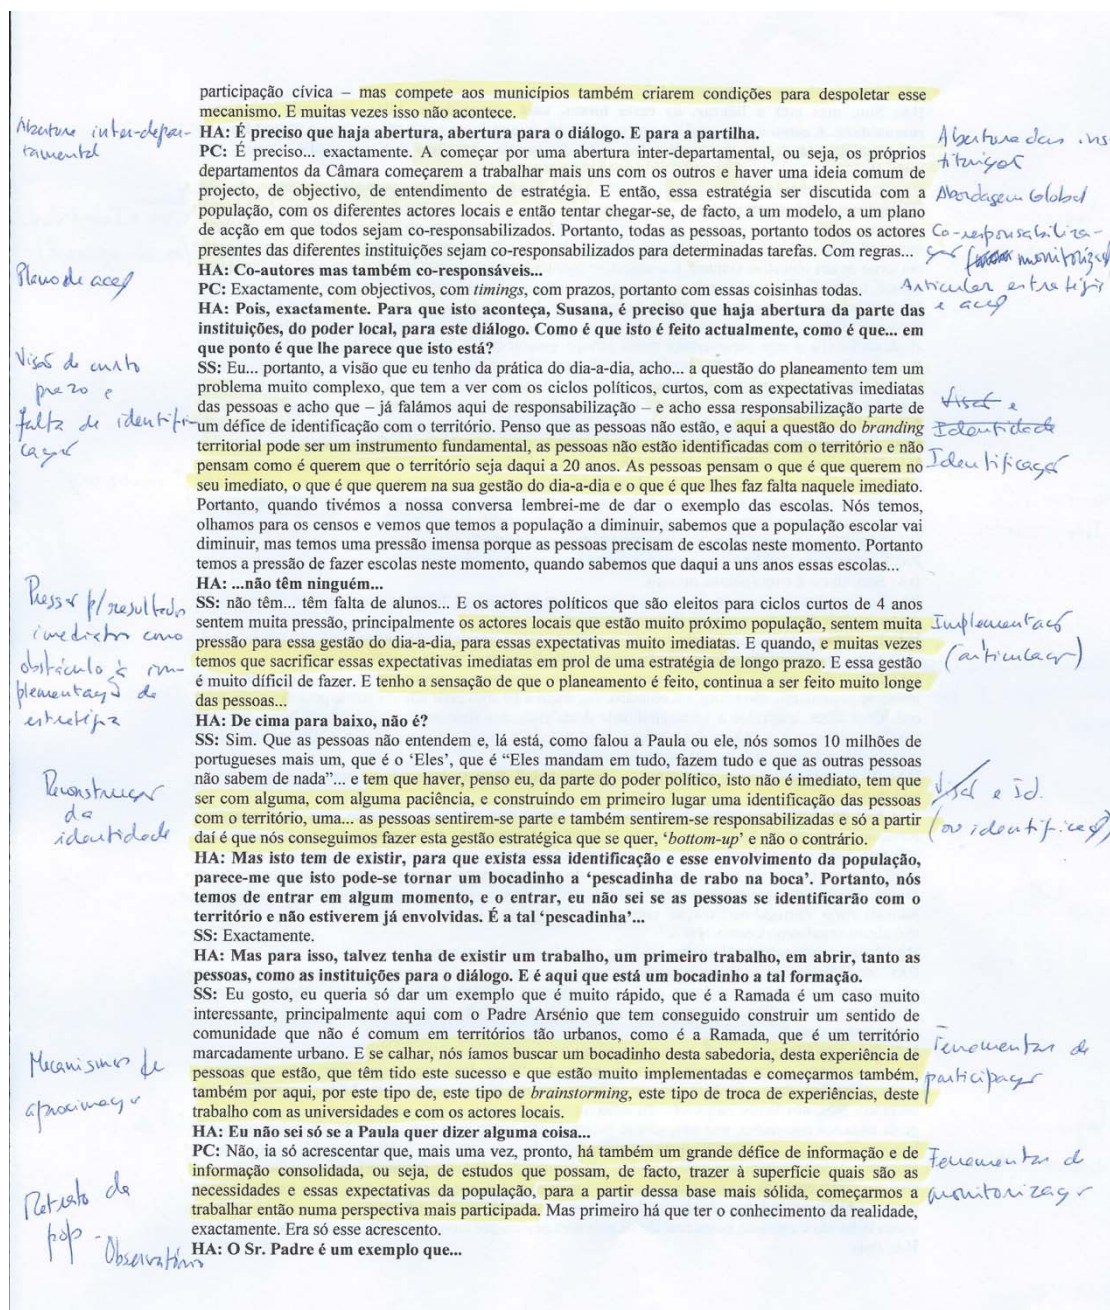 participação cívica – mas compete aos municípios também criarem condições para despoletar esse
mecanismo. E muitas vezes isso não acontece.
Abertura inter-depar-
tamental
HA: É preciso que haja abertura, abertura para o diálogo. E para a partilha.
Abertura das ins-
tituições
PC: É preciso... exactamente. A começar por uma abertura inter-departamental, ou seja, os próprios
departamentos da Câmara começarem a trabalhar mais uns com os outros e haver uma ideia comum de
projecto, de objectivo, de entendimento de estratégia. E então, essa estratégia ser discutida com a
Abordagem Global
população, com os diferentes actores locais e então tentar chegar-se, de facto, a um modelo, a um plano
de acção em que todos sejam co-responsabilizados. Portanto, todas as pessoas, portanto todos os actores
Co-responsabiliza-
presentes das diferentes instituições sejam co-responsabilizados para determinadas tarefas. Com regras...
ção monitorização
Plano de acção
HA: Co-autores mas também co-responsáveis...
PC: Exactamente, com objectivos, com timings, com prazos, portanto com essas coisinhas todas.
Articular estratégia
e acção
HA: Pois, exactamente. Para que isto aconteça, Susana, é preciso que haja abertura da parte das
instituições, do poder local, para este diálogo. Como é que isto é feito actualmente, como é que... em
que ponto é que lhe parece que isto está?
Visão de curto
prazo e
falta de identifi-
cação
SS: Eu... portanto, a visão que eu tenho da prática do dia-a-dia, acho... a questão do planeamento tem um
problema muito complexo, que tem a ver com os ciclos políticos, curtos, com as expectativas imediatas
das pessoas e acho que – já falámos aqui de responsabilização – e acho essa responsabilização parte de
um défice de identificação com o território. Penso que as pessoas não estão, e aqui a questão do branding
territorial pode ser um instrumento fundamental, as pessoas não estão identificadas com território e não
pensam como é querem que o território seja daqui a 20 anos. As pessoas pensam o que é que querem no
seu imediato, o que é que querem na sua gestão do dia-a-dia e o que é que lhes faz falta naquele imediato.
Visão e
Identidade
Identificação
Portanto, quando tivémos a nossa conversa lembrei-me de dar o exemplo das escolas. Nós temos,
olhamos para os censos e vemos que temos a população a diminuir, sabemos que a população escolar vai
diminuir, mas temos uma pressão imensa porque as pessoas precisam de escolas neste momento. Portanto
temos a pressão de fazer escolas neste momento, quando sabemos que daqui a uns anos essas escolas...
HA: ...não têm ninguém...
Pressão p/resultados
imediatos como
obstáculo à im-
plementação de
estratégia
SS: não têm... têm falta de alunos... E os actores políticos que são eleitos para ciclos curtos de 4 anos
sentem muita pressão, principalmente os actores locais que estão muito próximo população, sentem muita
pressão para essa gestão do dia-a-dia, para essas expectativas muito imediatas. E quando, e muitas vezes
temos que sacrificar essas expectativas imediatas em prol de uma estratégia de longo prazo. E essa gestão
é muito díficil de fazer. E tenho a sensação de que o planeamento é feito, continua a ser feito muito longe
das pessoas...
Implementação
(articulação)
HA: De cima para baixo, não é?
SS: Sim. Que as pessoas não entendem e, lá está, como falou a Paula ou ele, nós somos 10 milhões de
portugueses mais um, que é o ‘Eles’, que é “Eles mandam em tudo, fazem tudo e que as outras pessoas
não sabem de nada”... e tem que haver, penso eu, da parte do poder político, isto não é imediato, tem que
ser com alguma, com alguma paciência, e construindo em primeiro lugar uma identificação das pessoas
com o território, uma... as pessoas sentirem-se parte e também sentirem-se responsabilizadas e só a partir
daí é que nós conseguimos fazer esta gestão estratégica que se quer, ‘bottom-up’ e não o contrário.
Reconstrução
da
identidade
Visão e Id.
(ou identificação)
HA: Mas isto tem de existir, para que exista essa identificação e esse envolvimento da população,
parece-me que isto pode-se tornar um bocadinho a ‘pescadinha de rabo na boca’. Portanto, nós
temos de entrar em algum momento, e o entrar, eu não sei se as pessoas se identificarão com o
território e não estiverem já envolvidas. É a tal ‘pescadinha’...
SS: Exactamente.
HA: Mas para isso, talvez tenha de existir um trabalho, um primeiro trabalho, em abrir, tanto as
pessoas, como as instituições para o diálogo. E é aqui que está um bocadinho a tal formação.
SS: Eu gosto, eu queria só dar um exemplo que é muito rápido, que é a Ramada é um caso muito
interessante, principalmente aqui com o Padre Arsénio que tem conseguido construir um sentido de
comunidade que não é comum em territórios tão urbanos, como é a Ramada, que é um território
marcadamente urbano. E se calhar, nós íamos buscar um bocadinho desta sabedoria, desta experiência de
pessoas que estão, que têm tido este sucesso e que estão muito implementadas e começarmos também,
também por aqui, por este tipo de, este tipo de brainstorming, este tipo de troca de experiências, deste
trabalho com as universidades e com os actores locais.
Mecanismos de
aproximação
Ferramentas de
participação
HA: Eu não sei só se a Paula quer dizer alguma coisa...
PC: Não, ia só acrescentar que, mais uma vez, pronto, há também um grande défice de informação e de
informação consolidada, ou seja, de estudos que possam, de facto, trazer à superfície quais são as
necessidades e essas expectativas da população, para a partir dessa base mais sólida, começarmos a
trabalhar então numa perspectiva mais participada. Mas primeiro há que ter o conhecimento da realidade,
exactamente. Era só esse acrescento.
Retrato da
pop -
Observatório
Ferramentas de
monitorização
HA: O Sr. Padre é um exemplo que...